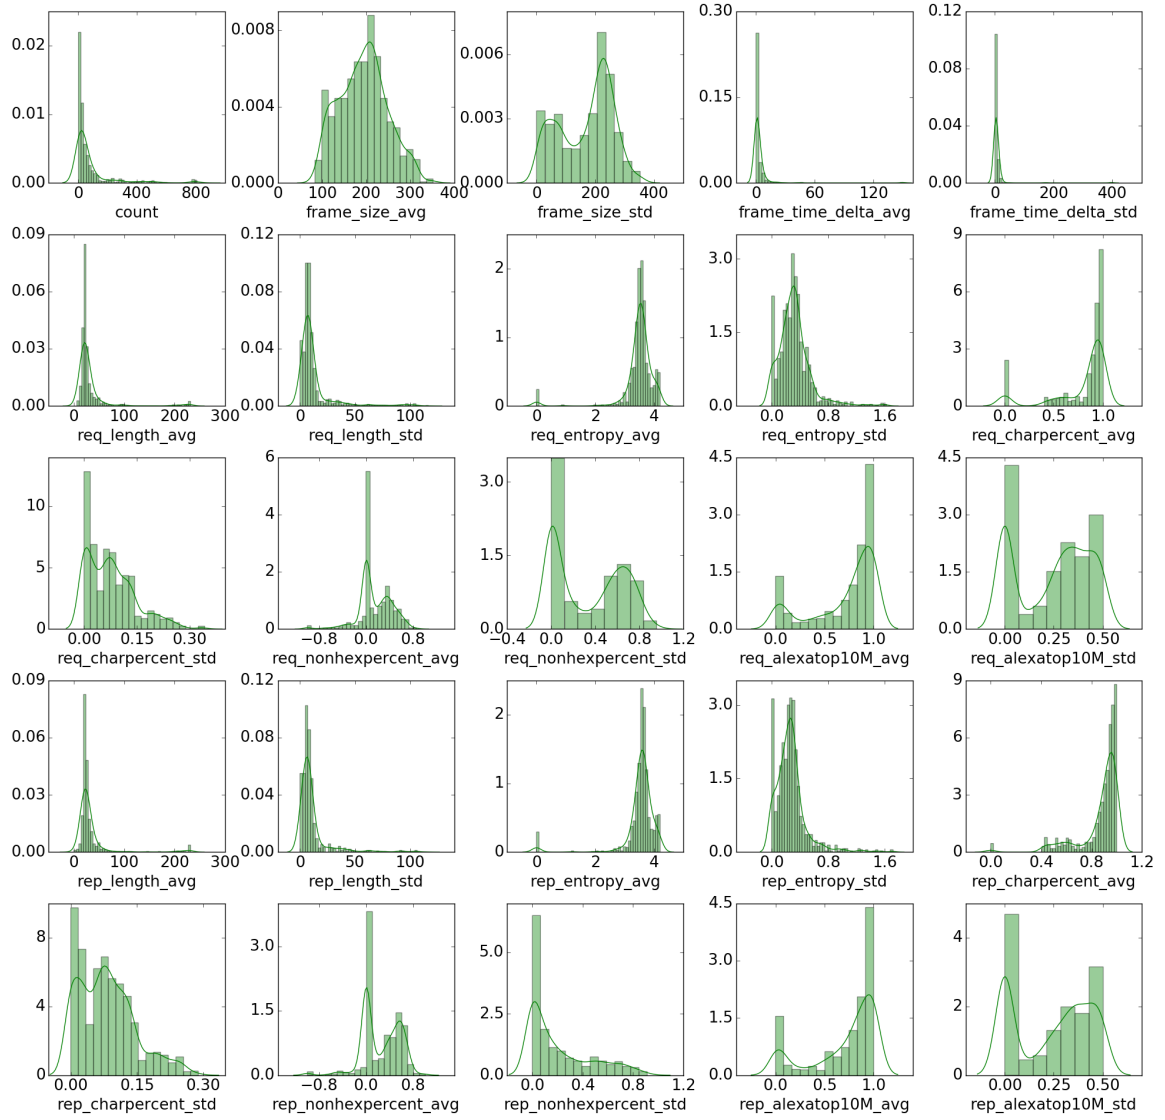 0.02
0.01
0.00
0 400 800
count
0.008
0.004
0.000
0 100 200 300 400
frame_size_avg
0.006
0.003
0.000
0 200 400
frame_size_std
0.30
0.15
0.00
0 60 120
frame_time_delta_avg
0.12
0.08
0.04
0.00
0 200 400
frame_time_delta_std
0.09
0.06
0.03
0.00
0 100 200 300
req_length_avg
0.12
0.08
0.04
0.00
0 50 100
req_length_std
2
1
0
0 2 4
req_entropy_avg
3.0
1.5
0.0
0.0 0.8 1.6
req_entropy_std
9
6
3
0
0.0 0.5 1.0
req_charpercent_avg
10
5
0
0.00 0.15 0.30
req_charpercent_std
6
4
2
0
−0.8 0.0 0.8
req_nonhexpercent_avg
3.0
1.5
0.0
−0.4 0.0 0.4 0.8 1.2
req_nonhexpercent_std
4.5
3.0
1.5
0.0
0.0 0.5 1.0
req_alexatop10M_avg
4.5
3.0
1.5
0.0
0.00 0.25 0.50
req_alexatop10M_std
0.09
0.06
0.03
0.00
0 100 200 300
rep_length_avg
0.12
0.08
0.04
0.00
0 50 100
rep_length_std
2
1
0
0 2 4
rep_entropy_avg
3.0
1.5
0.0
0.0 0.8 1.6
rep_entropy_std
9
6
3
0
0.0 0.4 0.8 1.2
rep_charpercent_avg
8
4
0
0.00 0.15 0.30
rep_charpercent_std
3.0
1.5
0.0
−0.8 0.0 0.8
rep_nonhexpercent_avg
5.0
2.5
0.0
0.0 0.4 0.8 1.2
rep_nonhexpercent_std
4.5
3.0
1.5
0.0
0.0 0.5 1.0
rep_alexatop10M_avg
4
2
0
0.00 0.25 0.50
rep_alexatop10M_std